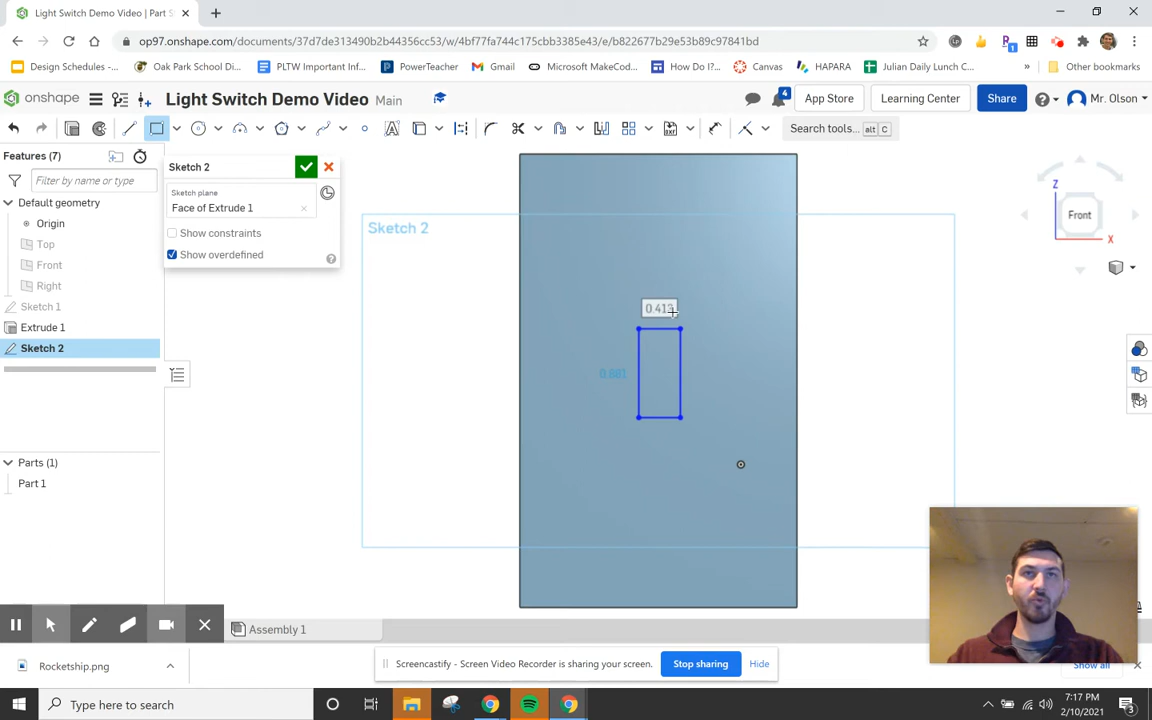 Light Switch Demo Video | Part S
op97.onshape.com/documents/37d7de313490b2b44356cc53/w/4bf77fa744c175cbb3385e43/e/b822677b29e53b89c97841bd
Design Schedules -...
Oak Park School Di...
PLTW Important Inf...
PowerTeacher
Gmail
Microsoft MakeCod...
How Do I?...
Canvas
HAPARA
Julian Daily Lunch C...
»
Other bookmarks
onshape
Light Switch Demo Video Main
4
App Store
Learning Center
Share
Mr. Olson
Search tools... alt C
Features (7)
Filter by name or type
Default geometry
Origin
Top
Front
Right
Sketch 1
Extrude 1
Sketch 2
Parts (1)
Part 1
Sketch 2
Sketch plane
Face of Extrude 1
Show constraints
Show overdefined
Sketch 2
0.881
Z
Front
X
Assembly 1
Rocketship.png
Screencastify - Screen Video Recorder is sharing your screen.
Stop sharing
Hide
Show all
Type here to search
7:17 PM
2/10/2021
3